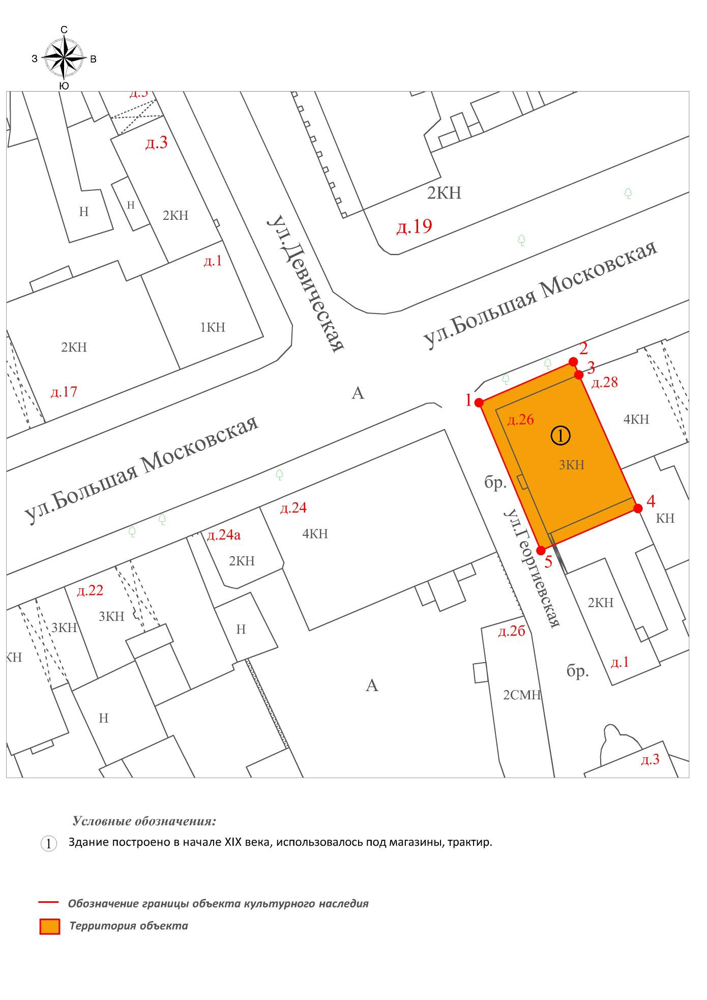 С
З
В
Ю
д.5
д.3
Н
Н
2КН
2КН
д.19
д.1
ул.Девическая
ул.Большая Московская
1КН
2КН
д.17
А
2
3
д.28
1
д.26
1
4КН
3КН
ул.Большая Московская
бр.
4
5
КН
д.24
4КН
д.24а
2КН
ул.Георгиевская
д.22
3КН
3КН
КН
Н
2КН
д.1
д.2б
бр.
2СМН
А
Н
д.3
Условные обозначения:
1 Здание построено в начале XIX века, использовалось под магазины, трактир.
Обозначение границы объекта культурного наследия
Территория объекта